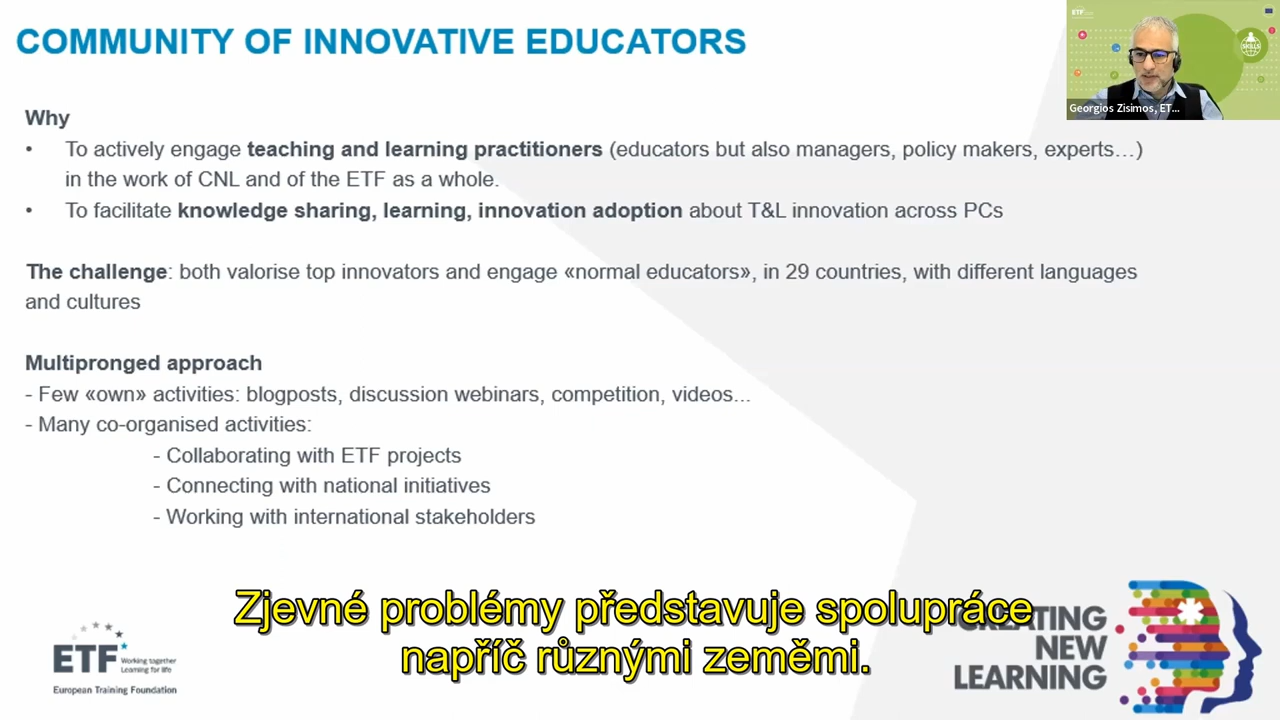 COMMUNITY OF INNOVATIVE EDUCATORS
ETF
SKILLS
Georgios Zisimos, ET...
Why
• To actively engage teaching and learning practitioners (educators but also managers, policy makers, experts…)
in the work of CNL and of the ETF as a whole.
• To facilitate knowledge sharing, learning, innovation adoption about T&L innovation across PCs
The challenge: both valorise top innovators and engage «normal educators», in 29 countries, with different languages
and cultures
Multipronged approach
- Few «own» activities: blogposts, discussion webinars, competition, videos...
- Many co-organised activities:
- Collaborating with ETF projects
- Connecting with national initiatives
- Working with international stakeholders
Zjevné problémy představuje spolupráce
napříč různými zeměmi.
ETF
Working together
Learning for life
European Training Foundation
CREATING
NEW
LEARNING